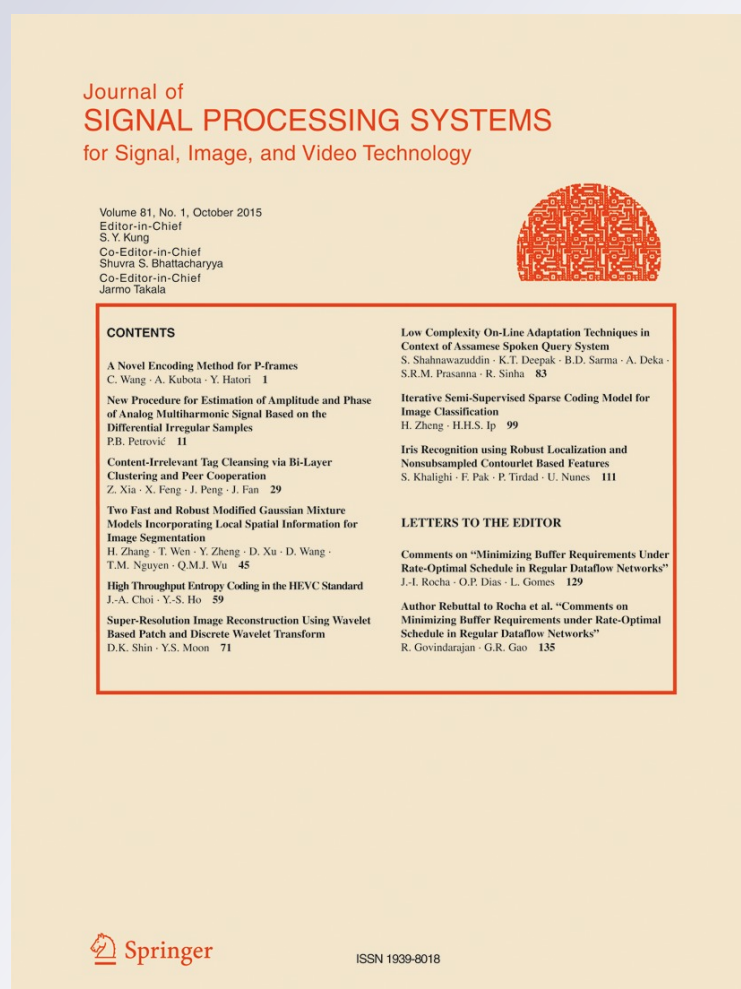 Journal of
SIGNAL PROCESSING SYSTEMS
for Signal, Image, and Video Technology
Volume 81, No. 1, October 2015
Editor-in-Chief
S. Y. Kung
Co-Editor-in-Chief
Shuvra S. Bhattacharyya
Co-Editor-in-Chief
Jarmo Takala
CONTENTS
A Novel Encoding Method for P-frames
C. Wang · A. Kubota · Y. Hatori 1
New Procedure for Estimation of Amplitude and Phase
of Analog Multiharmonic Signal Based on the
Differential Irregular Samples
P.B. Petrović 11
Content-Irrelevant Tag Cleansing via Bi-Layer
Clustering and Peer Cooperation
Z. Xia · X. Feng · J. Peng · J. Fan 29
Two Fast and Robust Modified Gaussian Mixture
Models Incorporating Local Spatial Information for
Image Segmentation
H. Zhang · T. Wen · Y. Zheng · D. Xu · D. Wang ·
T.M. Nguyen · Q.M.J. Wu 45
High Throughput Entropy Coding in the HEVC Standard
J.-A. Choi · Y.-S. Ho 59
Super-Resolution Image Reconstruction Using Wavelet
Based Patch and Discrete Wavelet Transform
D.K. Shin · Y.S. Moon 71
Low Complexity On-Line Adaptation Techniques in
Context of Assamese Spoken Query System
S. Shahnawazuddin · K.T. Deepak · B.D. Sarma · A. Deka ·
S.R.M. Prasanna · R. Sinha 83
Iterative Semi-Supervised Sparse Coding Model for
Image Classification
H. Zheng · H.H.S. Ip 99
Iris Recognition using Robust Localization and
Nonsubsampled Contourlet Based Features
S. Khalighi · F. Pak · P. Tirdad · U. Nunes 111
LETTERS TO THE EDITOR
Comments on “Minimizing Buffer Requirements Under
Rate-Optimal Schedule in Regular Dataflow Networks”
J.-I. Rocha · O.P. Dias · L. Gomes 129
Author Rebuttal to Rocha et al. “Comments on
Minimizing Buffer Requirements under Rate-Optimal
Schedule in Regular Dataflow Networks”
R. Govindarajan · G.R. Gao 135
Springer
ISSN 1939-8018